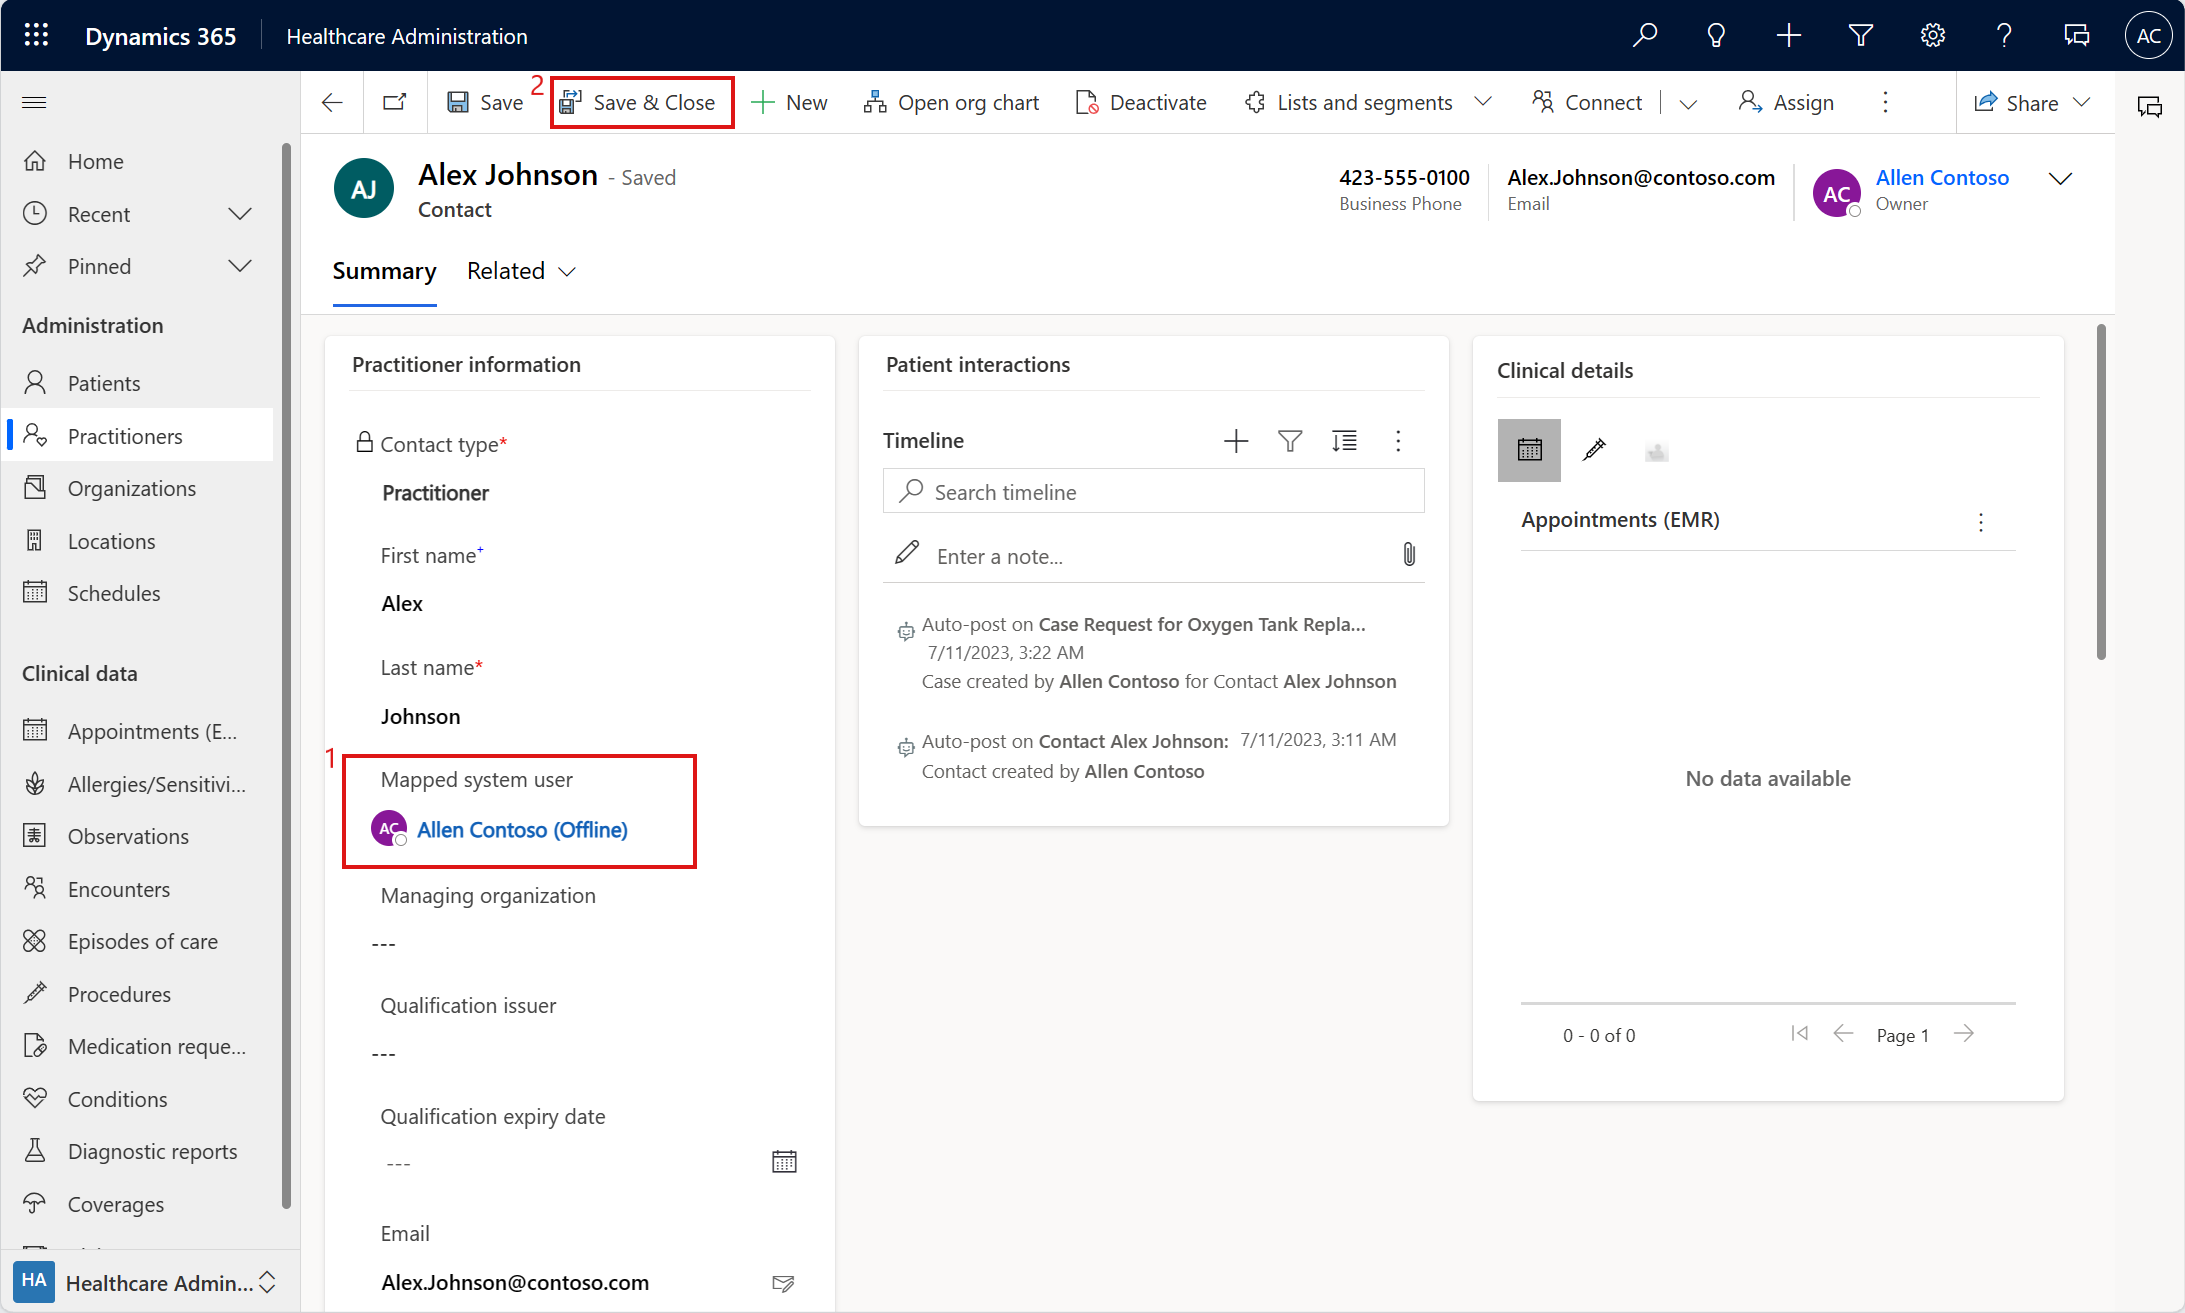 Dynamics 365
Healthcare Administration
AC
Save
2
Save & Close
New
Open org chart
Deactivate
Lists and segments
Connect
Assign
Share
Home
Recent
Pinned
Administration
Patients
Practitioners
Organizations
Locations
Schedules
Clinical data
Appointments (E...
Allergies/Sensitivi...
Observations
Encounters
Episodes of care
Procedures
Medication reque...
Conditions
Diagnostic reports
Coverages
HA
Healthcare Admin...
AJ
Alex Johnson - Saved
Contact
423-555-0100
Business Phone
Alex.Johnson@contoso.com
Email
AC
Allen Contoso
Owner
Summary
Related
Practitioner information
Contact type*
Practitioner
First name+
Alex
Last name*
Johnson
1
Mapped system user
AC
Allen Contoso (Offline)
Managing organization
---
Qualification issuer
---
Qualification expiry date
---
Email
Alex.Johnson@contoso.com
Patient interactions
Timeline
Search timeline
Enter a note...
Auto-post on Case Request for Oxygen Tank Repla...
7/11/2023, 3:22 AM
Case created by Allen Contoso for Contact Alex Johnson
Auto-post on Contact Alex Johnson: 7/11/2023, 3:11 AM
Contact created by Allen Contoso
Clinical details
Appointments (EMR)
No data available
0 - 0 of 0
Page 1